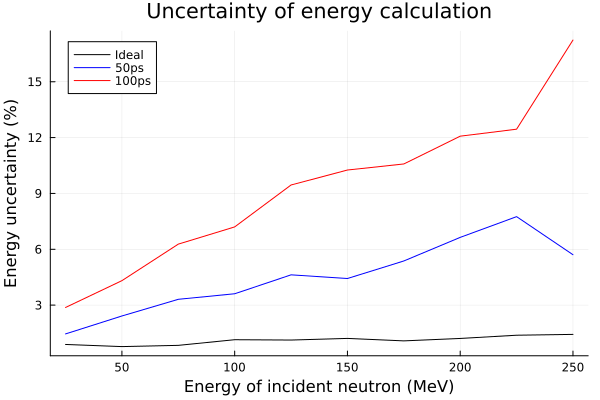 Uncertainty of energy calculation
Ideal
50ps
100ps
Energy uncertainty (%)
15
12
9
6
3
50 100 150 200 250
Energy of incident neutron (MeV)